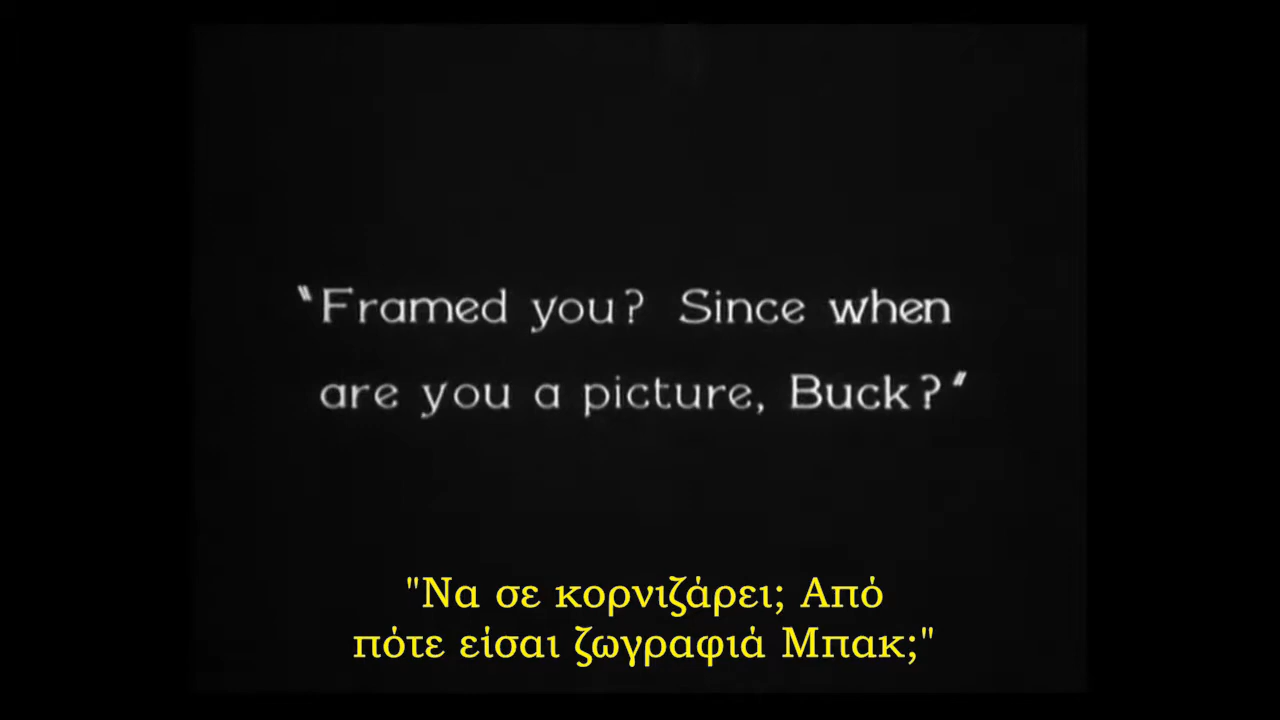 "Framed you? Since when
are you a picture, Buck?"
"Να σε κορνιζάρει; Από
πότε είσαι ζωγραφιά Μπακ;"